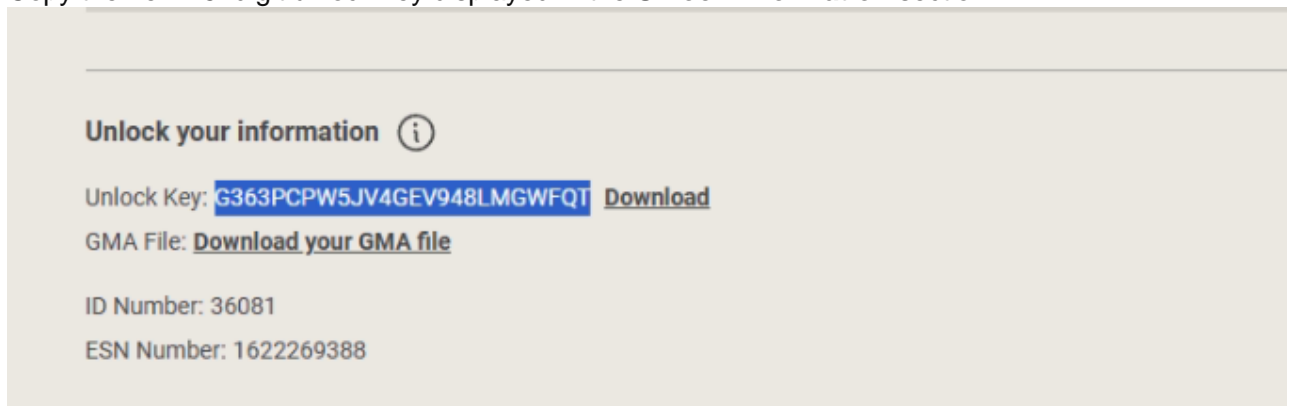 Unlock your information
Unlock Key: G363PCPW5JV4GEV948LMGWFQT Download
GMA File: Download your GMA file
ID Number: 36081
ESN Number: 1622269388